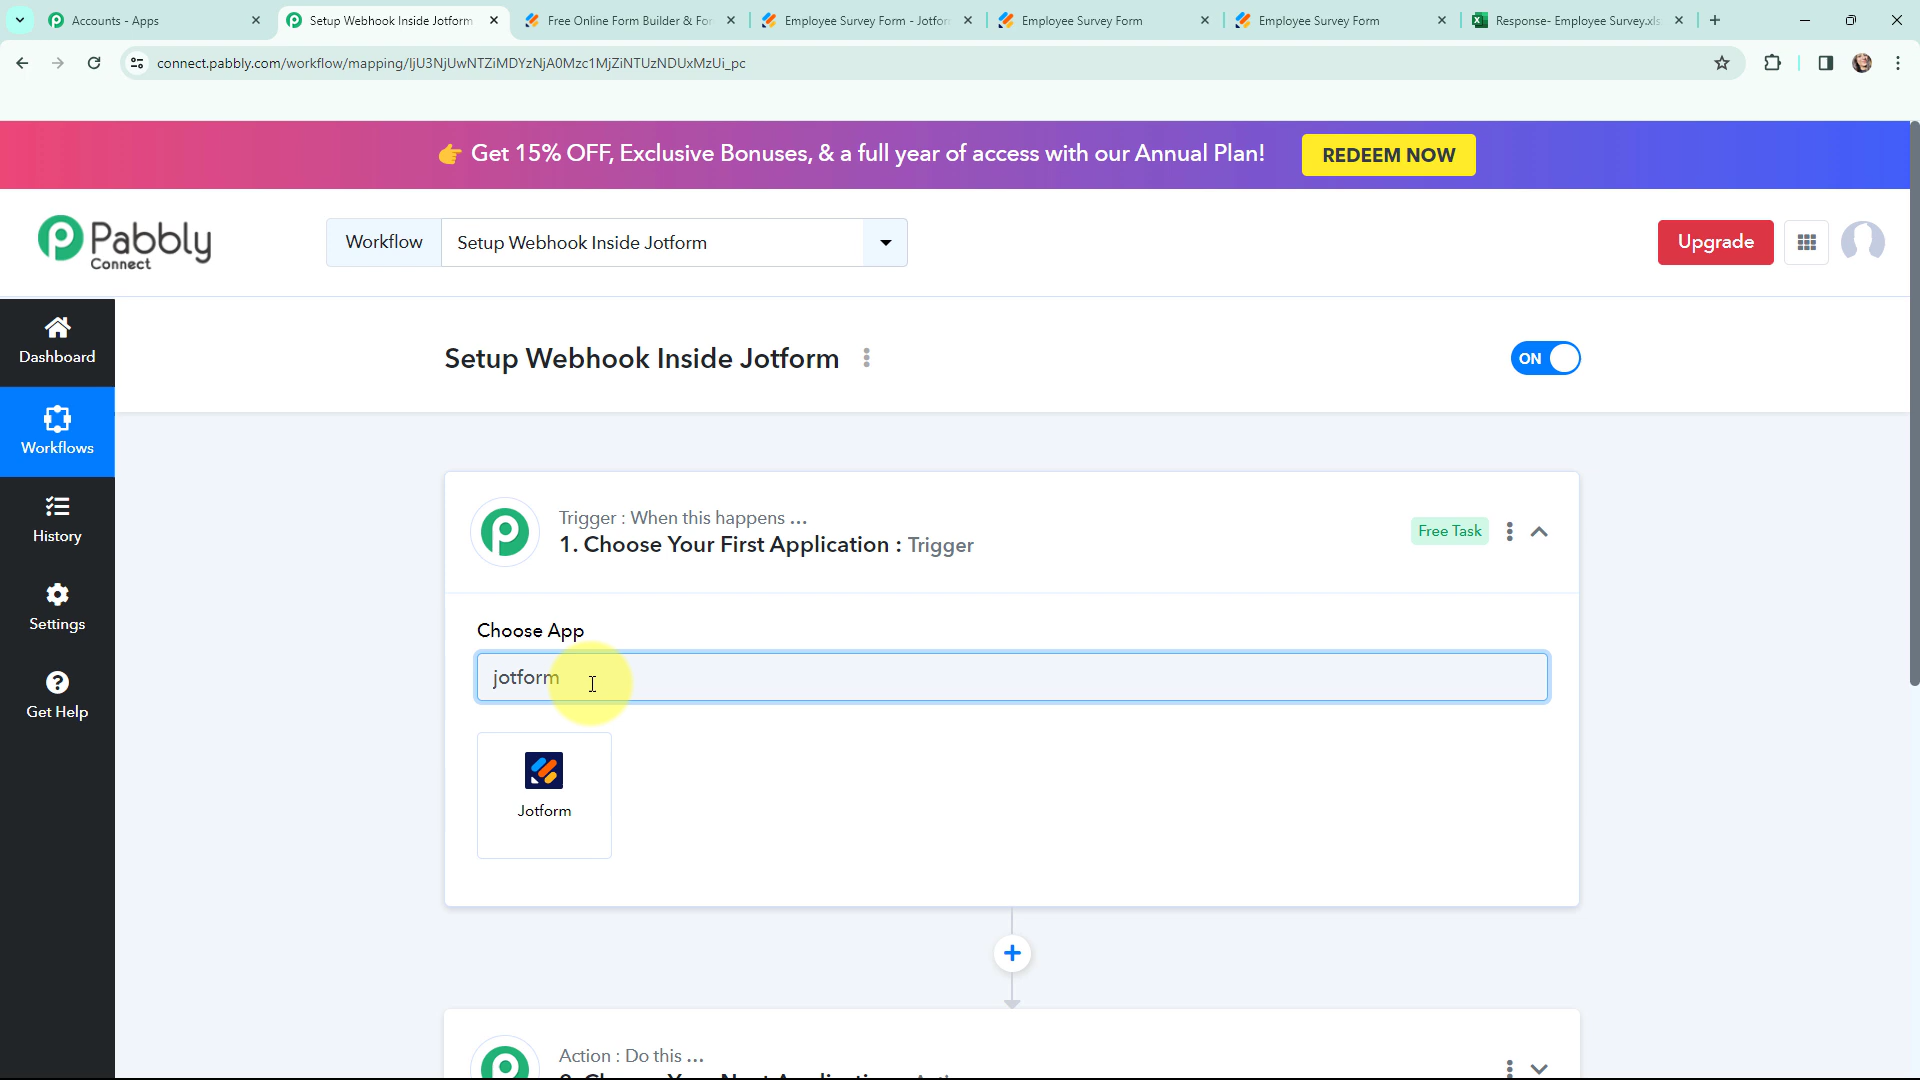 Accounts - Apps
Setup Webhook Inside Jotform
Free Online Form Builder & For
Employee Survey Form - Jotfor
Employee Survey Form
Employee Survey Form
Response- Employee Survey.xls
connect.pabbly.com/workflow/mapping/IjU3NjUwNTZiMDYzNjA0Mzc1MjZiNTUzNDUxMzUi_pc
👉 Get 15% OFF, Exclusive Bonuses, & a full year of access with our Annual Plan!
REDEEM NOW
Pabbly
Connect
Workflow
Setup Webhook Inside Jotform
Upgrade
Dashboard
Workflows
History
Settings
Get Help
Setup Webhook Inside Jotform
ON
Trigger : When this happens ...
1. Choose Your First Application : Trigger
Free Task
Choose App
jotform
Jotform
Action : Do this ...